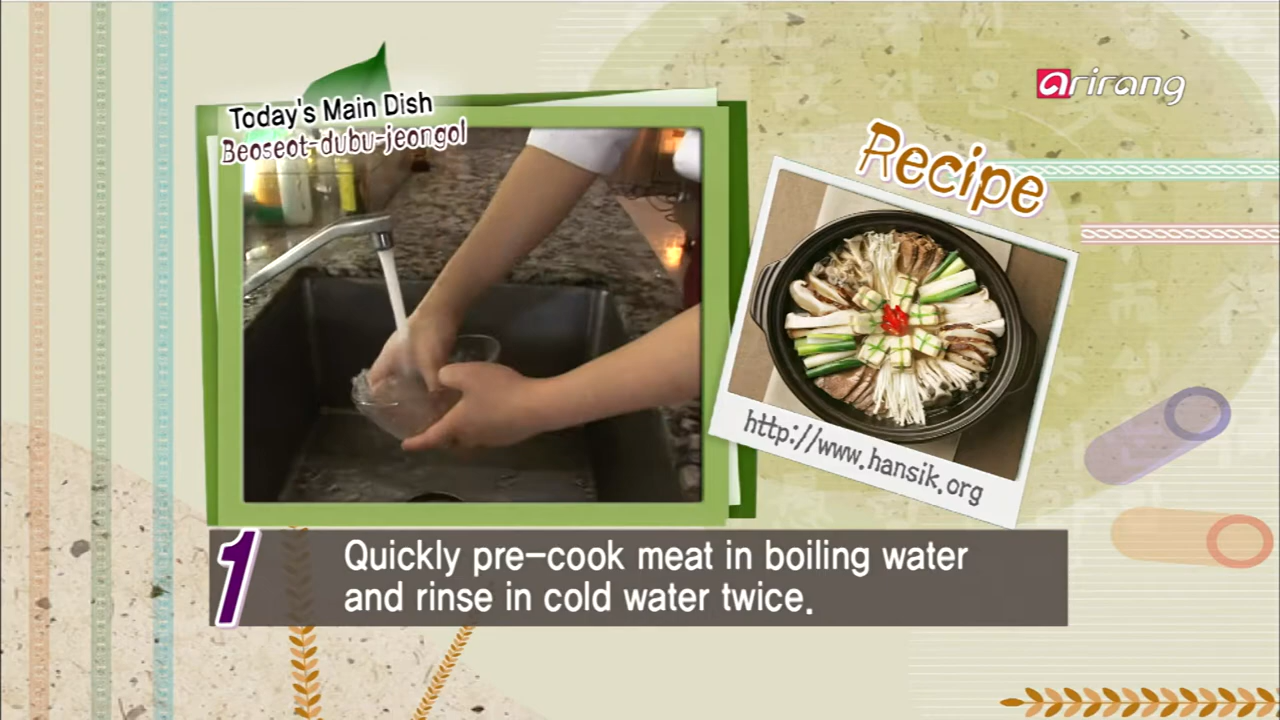 arirang
Today's Main Dish
Beoseot-dubu-jeongol
Recipe
http://www.hansik.org
1
Quickly pre-cook meat in boiling water
and rinse in cold water twice.